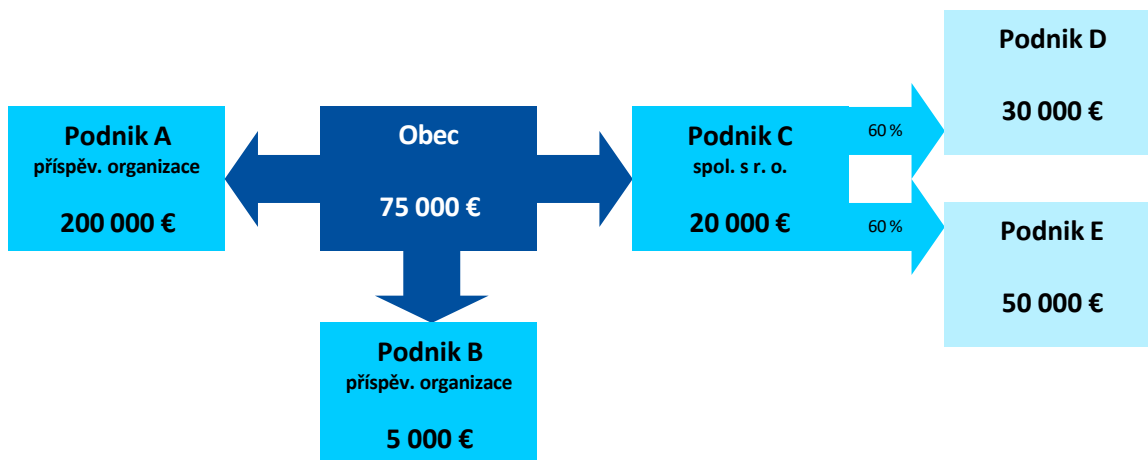 Podnik D
30 000 €
Podnik A
příspěv. organizace
200 000 €
Obec
75 000 €
Podnik C
spol. s r. o.
20 000 €
60 %
60 %
Podnik E
50 000 €
Podnik B
příspěv. organizace
5 000 €